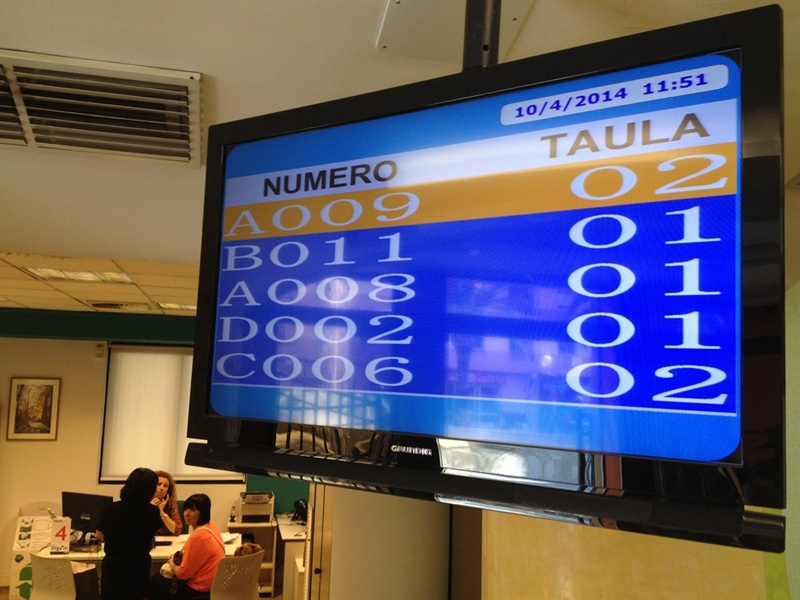 10/4/2014 11:51
NUMERO TAULA
A009 02
B011 01
A008 01
D002 01
C006 02
GRUNDIG
4